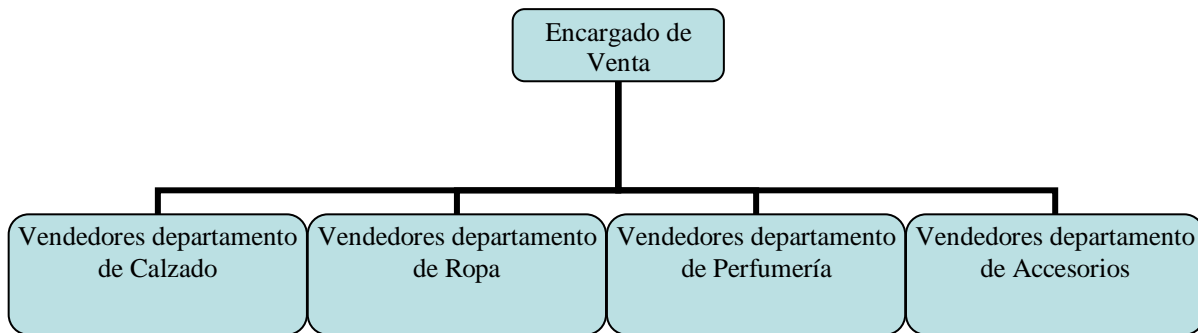 Encargado de
Venta
Vendedores departamento
de Calzado
Vendedores departamento
de Ropa
Vendedores departamento
de Perfumería
Vendedores departamento
de Accesorios